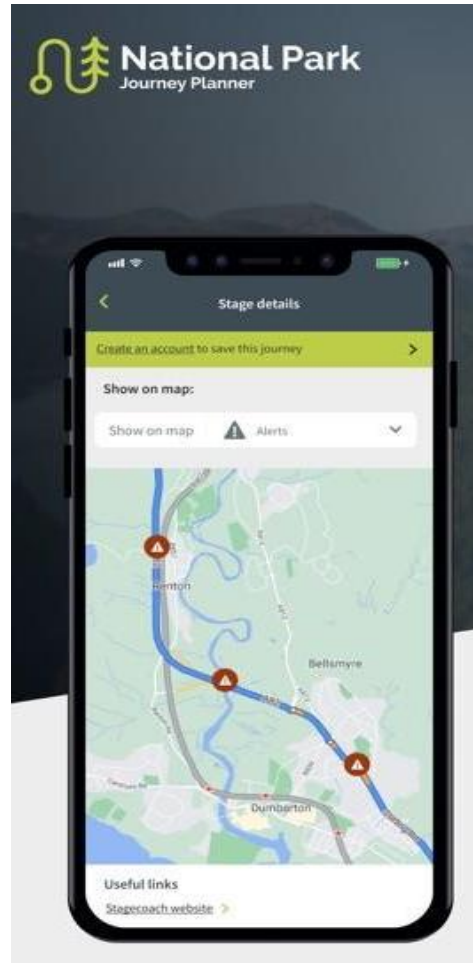 National Park
Journey Planner
Stage details
Create an account to save this journey
Show on map:
Show on map
Alerts
Renton
Bellsmyre
A82
Dumbarton
Useful links
Stagecoach website